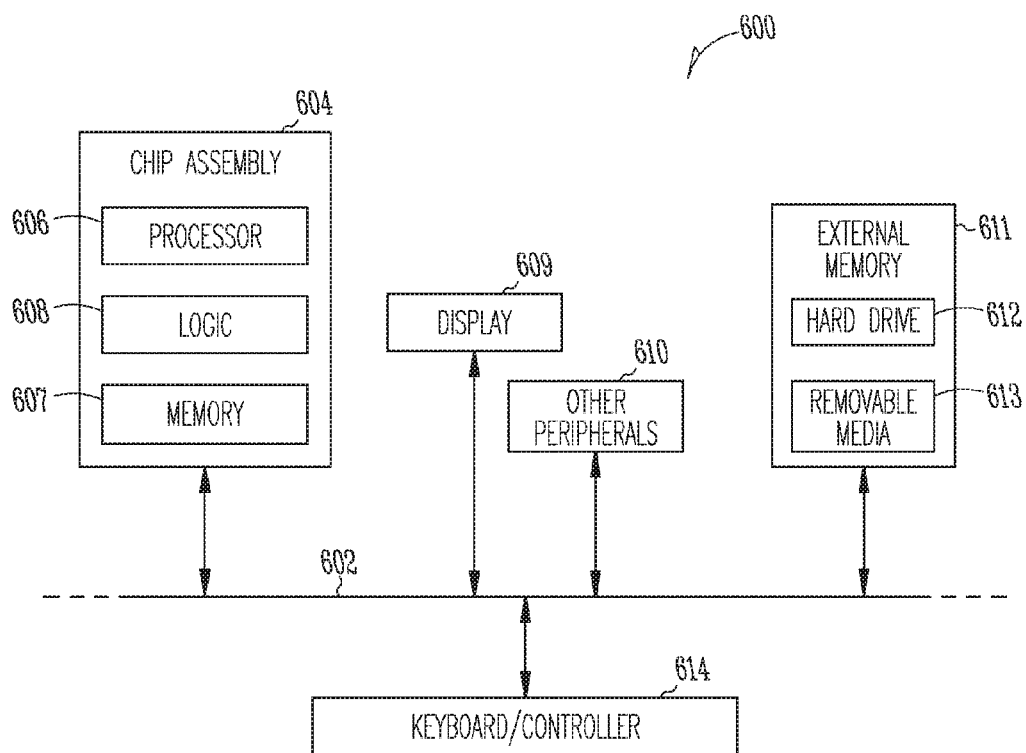 600
604
CHIP ASSEMBLY
606
PROCESSOR
608
LOGIC
607
MEMORY
609
DISPLAY
610
OTHER
PERIPHERALS
611
EXTERNAL
MEMORY
612
HARD DRIVE
613
REMOVABLE
MEDIA
602
614
KEYBOARD/CONTROLLER